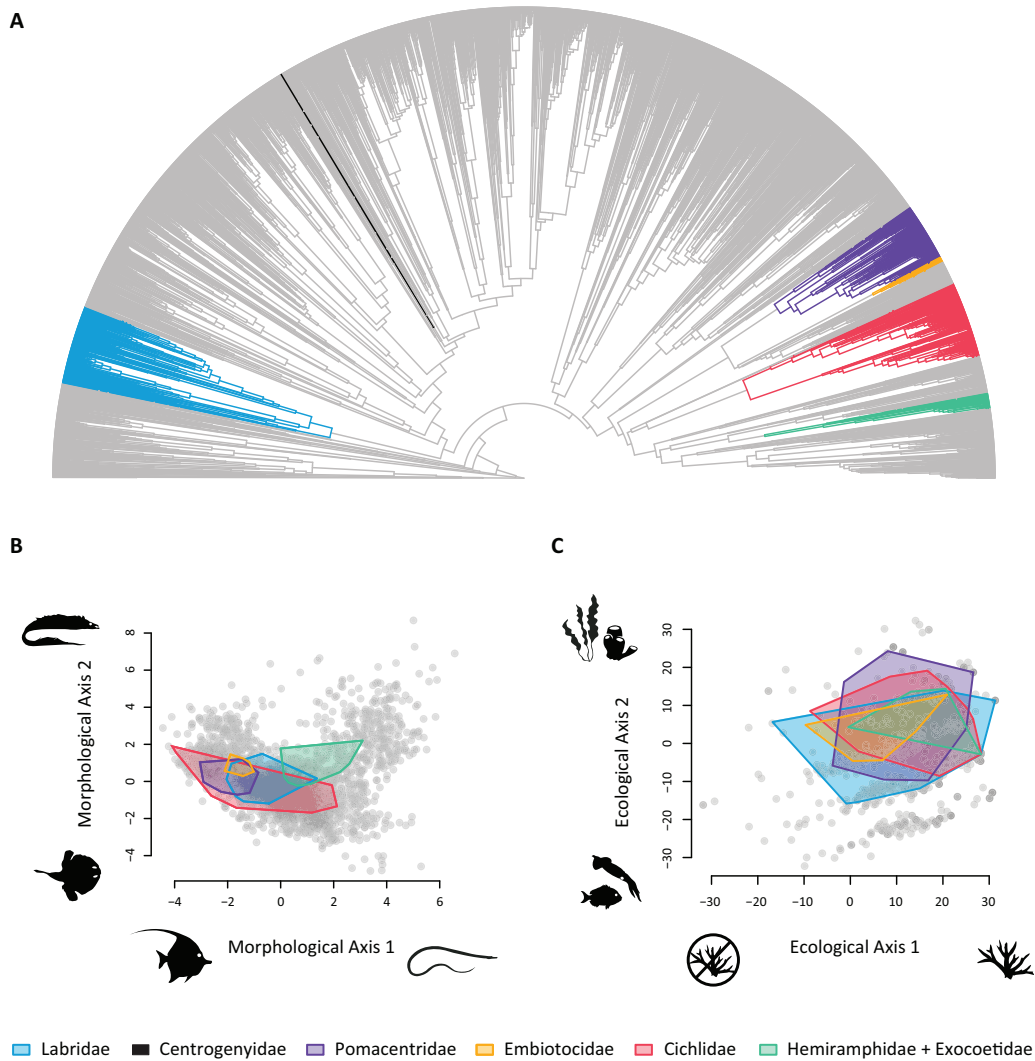 A
B
C
8
6
4
2
0
−2
−4
Morphological Axis 2
−4 −2 0 2 4 6
Morphological Axis 1
30
20
10
0
−10
−20
−30
Ecological Axis 2
−30 −20 −10 0 10 20 30
Ecological Axis 1
Labridae Centrogenyidae Pomacentridae Embiotocidae Cichlidae Hemiramphidae + Exocoetidae